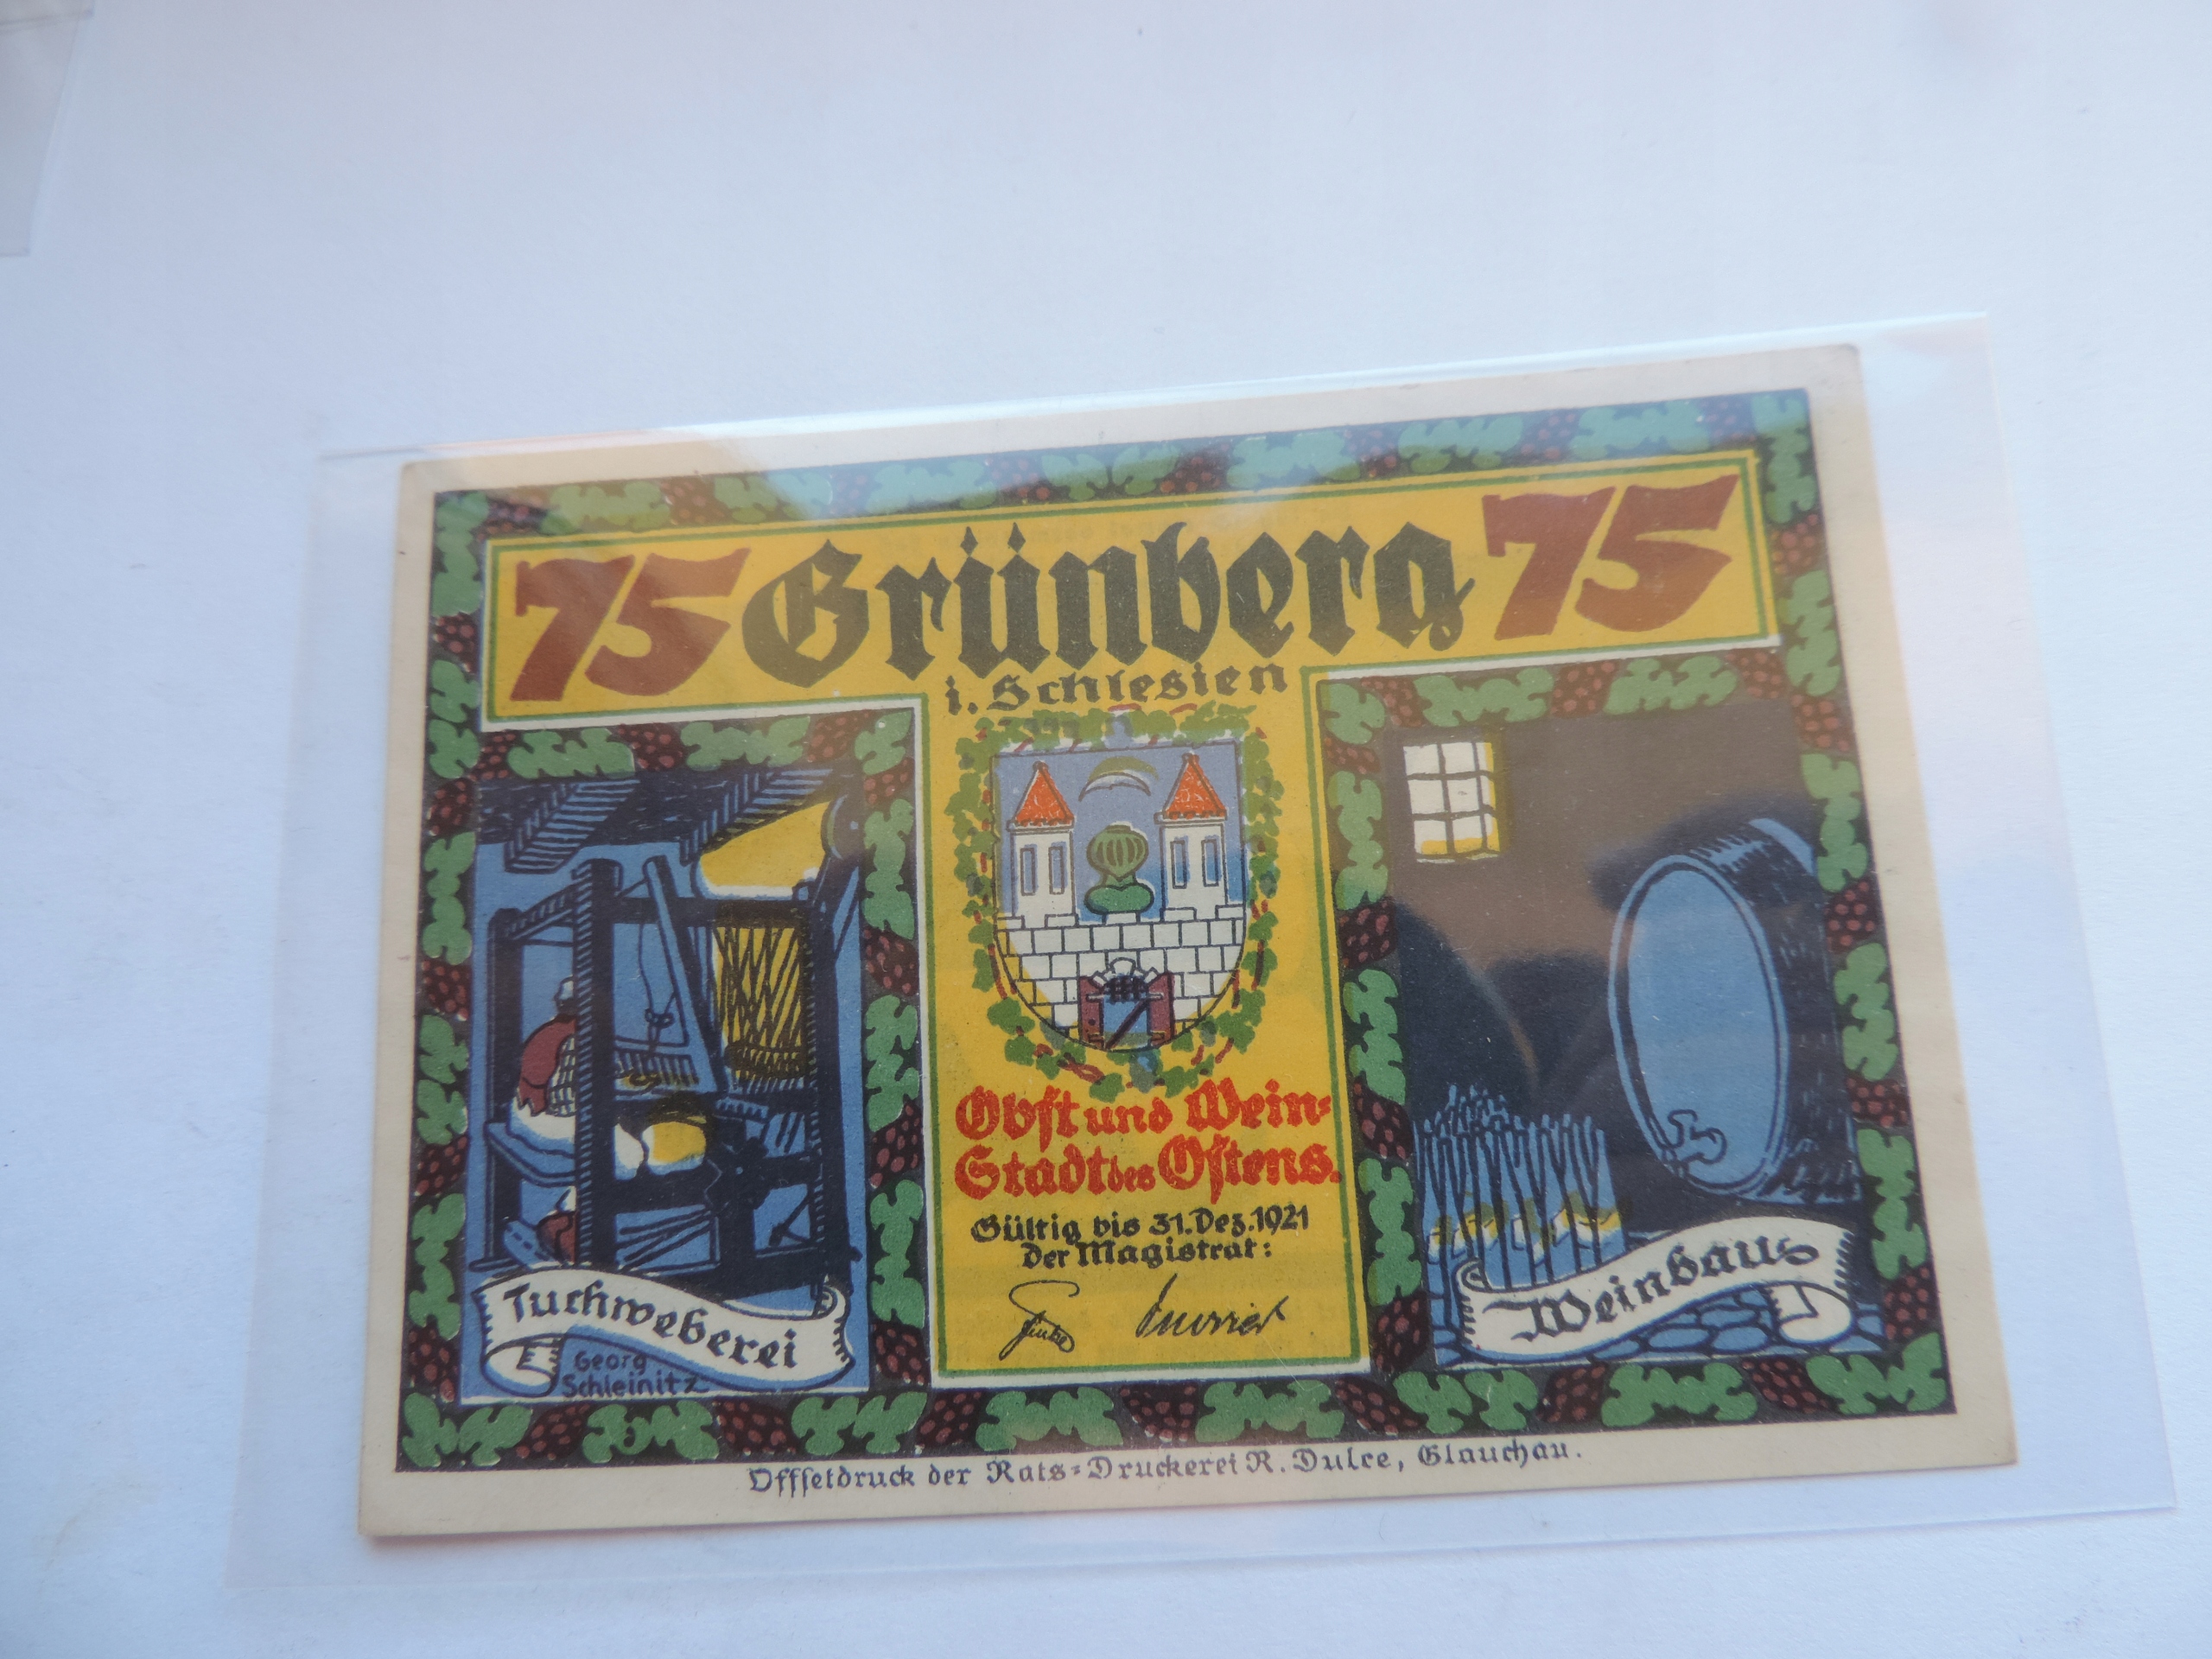 75 Grünberg 75
i. Schlesien
Obst und Wein-
Stadt des Ostens.
Gültig bis 31. Dez. 1921
Der Magistrat:
Tuchweberei
Georg
Schleinitz
Weinbau
Offsetdruck der Rats-Druckerei R. Dulce, Glauchau.